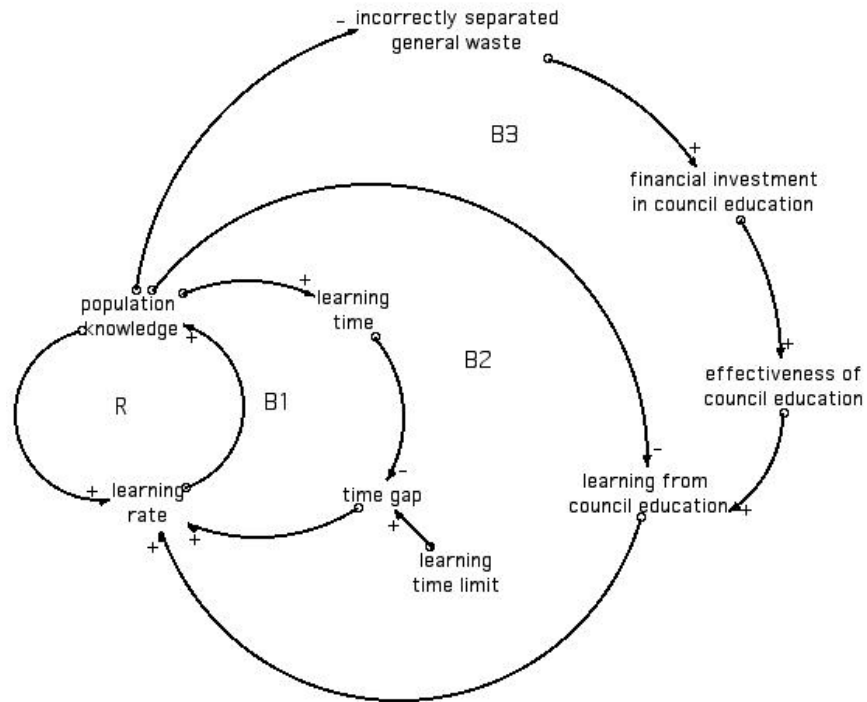 - incorrectly separated
general waste
B3
+
financial investment
in council education
+ learning
time
population
knowledge
+
B2
+
effectiveness of
council education
R
B1
-
-
+ learning
rate
time gap
learning from
council education
+
+
+
+
learning
time limit